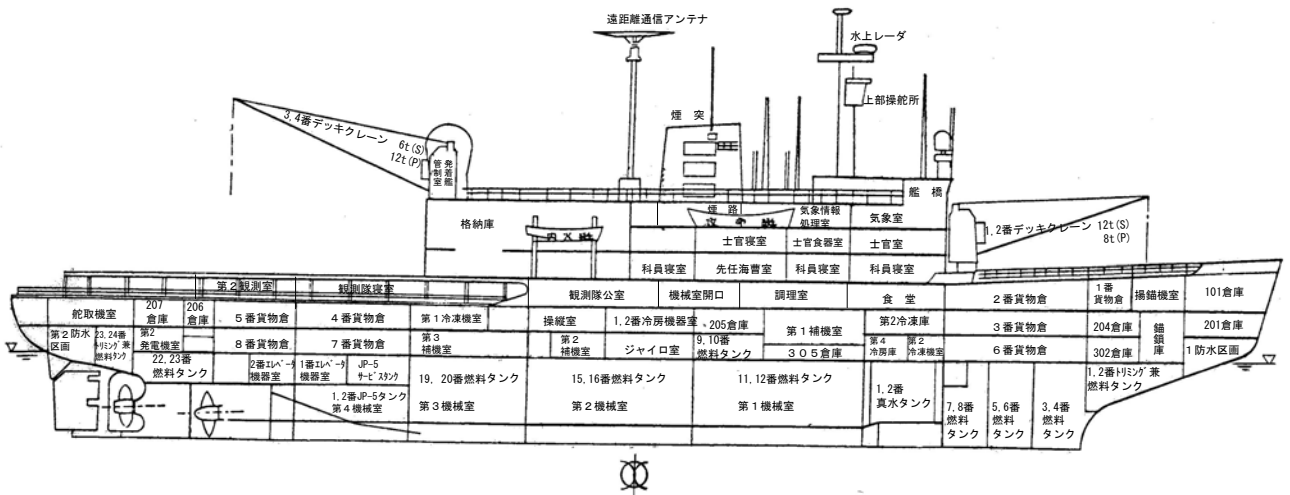 遠距離通信アンテナ
水上レーダ
上部操舵所
煙 突
3,4番デッキクレーン 6t(S)
12t(P)
発着艦
管制室
艦 橋
格納庫
煙 路
気象情報
処理室
気象室
1,2番デッキクレーン 12t(S)
8t(P)
士官寝室
士官食器室
士官室
科員寝室
先任海曹室
科員寝室
科員寝室
第2観測室
観測隊寝室
観測隊公室
機械室開口
調理室
食 堂
2番貨物倉
1番
貨物倉
揚錨機室
101倉庫
舵取機室
207
倉庫
206
倉庫
5番貨物倉
4番貨物倉
第1冷凍機室
操縦室
1,2番冷房機器室
205倉庫
第1補機室
第2冷凍庫
3番貨物倉
204倉庫
錨鎖庫
201倉庫
第2防水
区画
23,24番
トリミング兼
燃料タンク
第2
発電機室
8番貨物倉
7番貨物倉
第3
補機室
第2
補機室
ジャイロ室
9,10番
燃料タンク
305倉庫
第4
冷房庫
第2
冷凍機室
6番貨物倉
302倉庫
1防水区画
22,23番
燃料タンク
2番エレベータ
機器室
1番エレベータ
機器室
JP-5
サービスタンク
19,20番燃料タンク
15,16番燃料タンク
11,12番燃料タンク
1,2番
真水タンク
1,2番トリミング兼
燃料タンク
1,2番JP-5タンク
第4機械室
第3機械室
第2機械室
第1機械室
7,8番
燃料
タンク
5,6番
燃料
タンク
3,4番
燃料
タンク